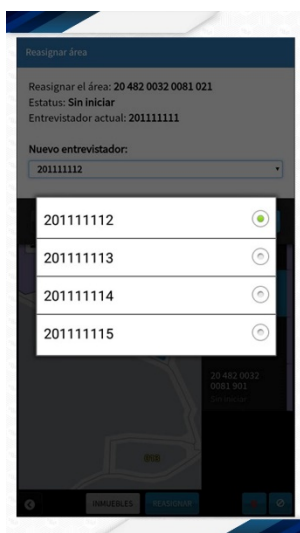 Reasignar área
Reasignar el área: 20 482 0032 0081 021
Estatus: Sin iniciar
Entrevistador actual: 201111111
Nuevo entrevistador:
201111112
201111112
201111113
201111114
201111115
20 482 0032
0081 901
Sin iniciar
INMUEBLES
REASIGNAR